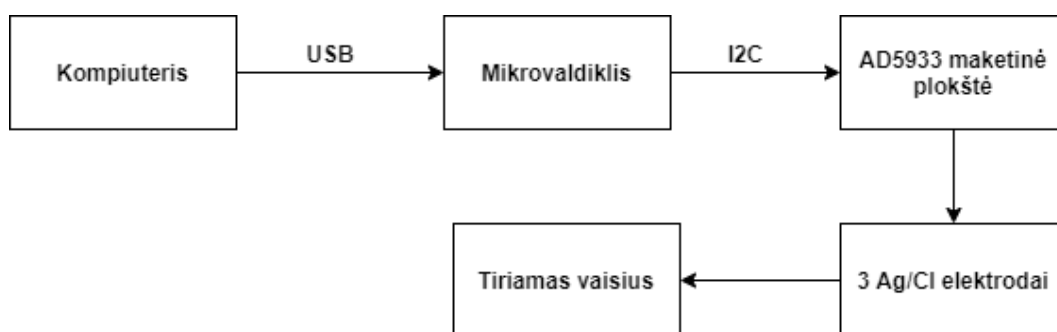 Kompiuteris
USB
Mikrovaldiklis
I2C
AD5933 maketinė
plokštė
3 Ag/Cl elektrodai
Tiriamas vaisius